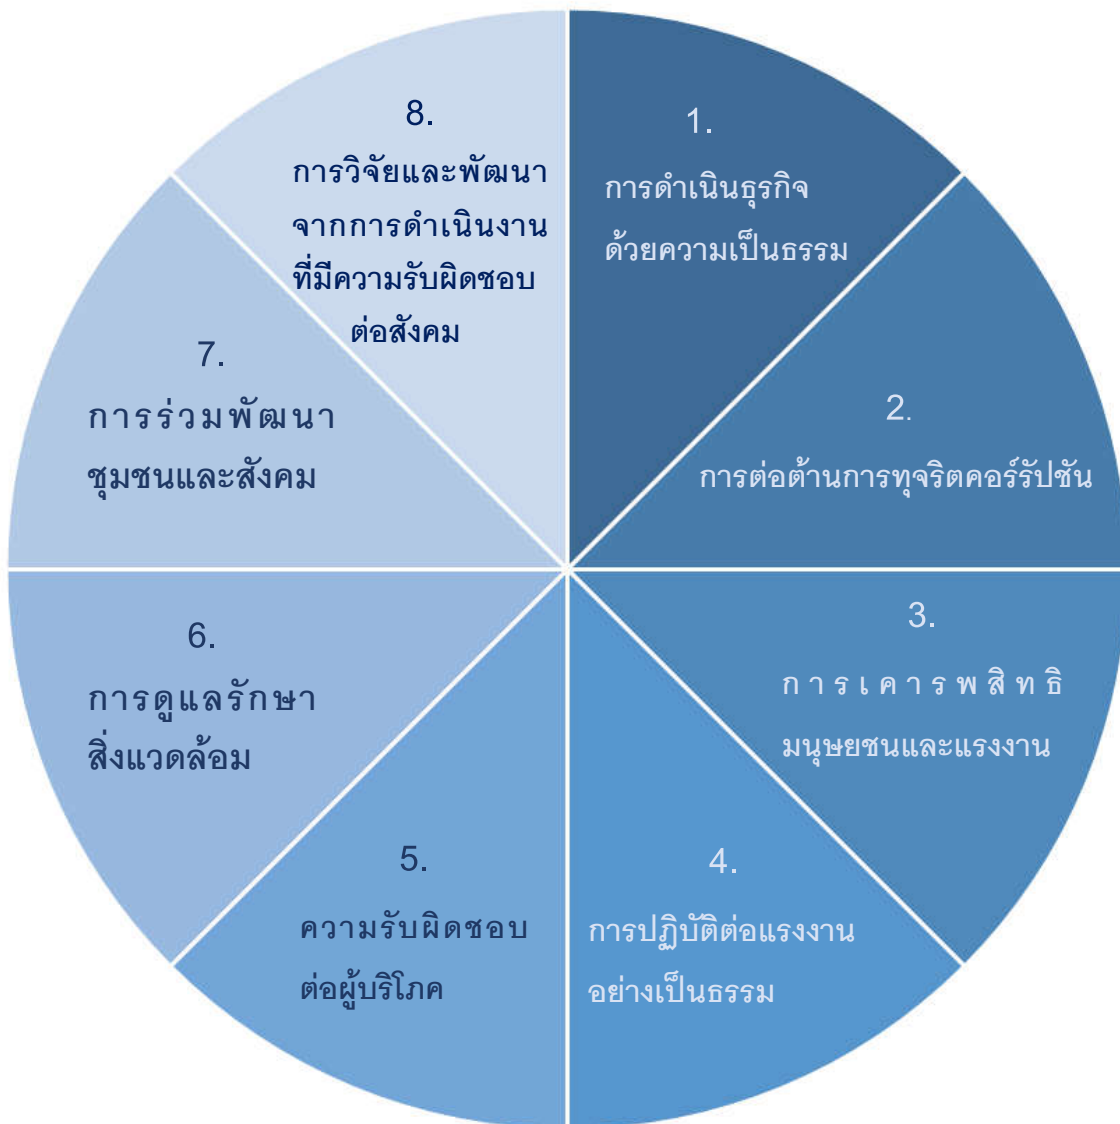 1.
การดำเนินธุรกิจ
ด้วยความเป็นธรรม
2.
การต่อต้านการทุจริตคอร์รัปชัน
3.
การเคารพสิทธิ
มนุษยชนและแรงงาน
4.
การปฏิบัติต่อแรงงาน
อย่างเป็นธรรม
5.
ความรับผิดชอบ
ต่อผู้บริโภค
6.
การดูแลรักษา
สิ่งแวดล้อม
7.
การร่วมพัฒนา
ชุมชนและสังคม
8.
การวิจัยและพัฒนา
จากการดำเนินงาน
ที่มีความรับผิดชอบ
ต่อสังคม